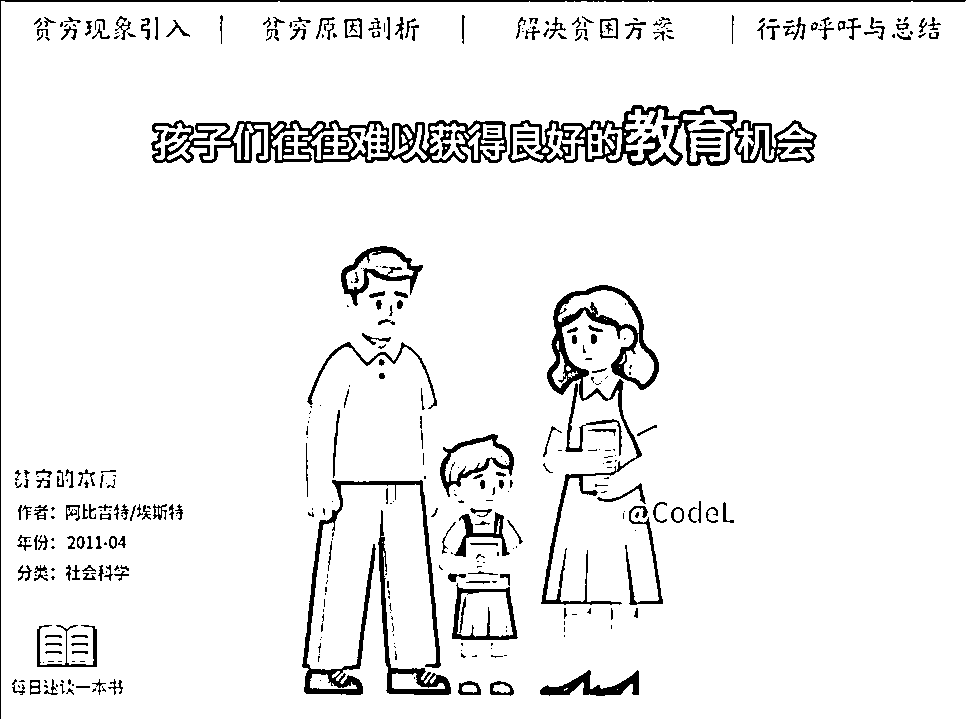 贫穷现象引入 | 贫穷原因剖析 | 解决贫困方案 | 行动呼吁与总结
孩子们往往难以获得良好的教育机会
贫穷的本质
作者：阿比吉特/埃斯特
年份：2011-04
分类：社会科学
@CodeL
每日速读一本书